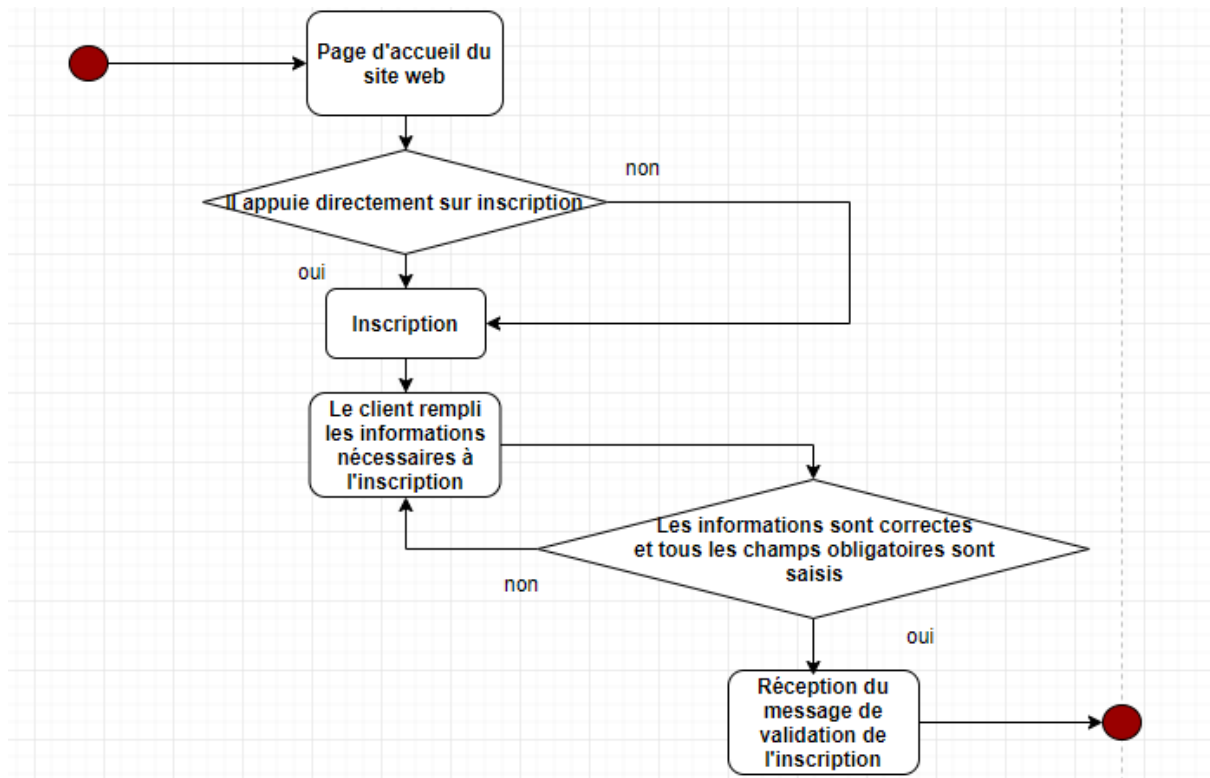 Page d'accueil du
site web
non
Il appuie directement sur inscription
oui
Inscription
Le client rempli
les informations
nécessaires à
l'inscription
Les informations sont correctes
et tous les champs obligatoires sont
saisis
non
oui
Réception du
message de
validation de
l'inscription